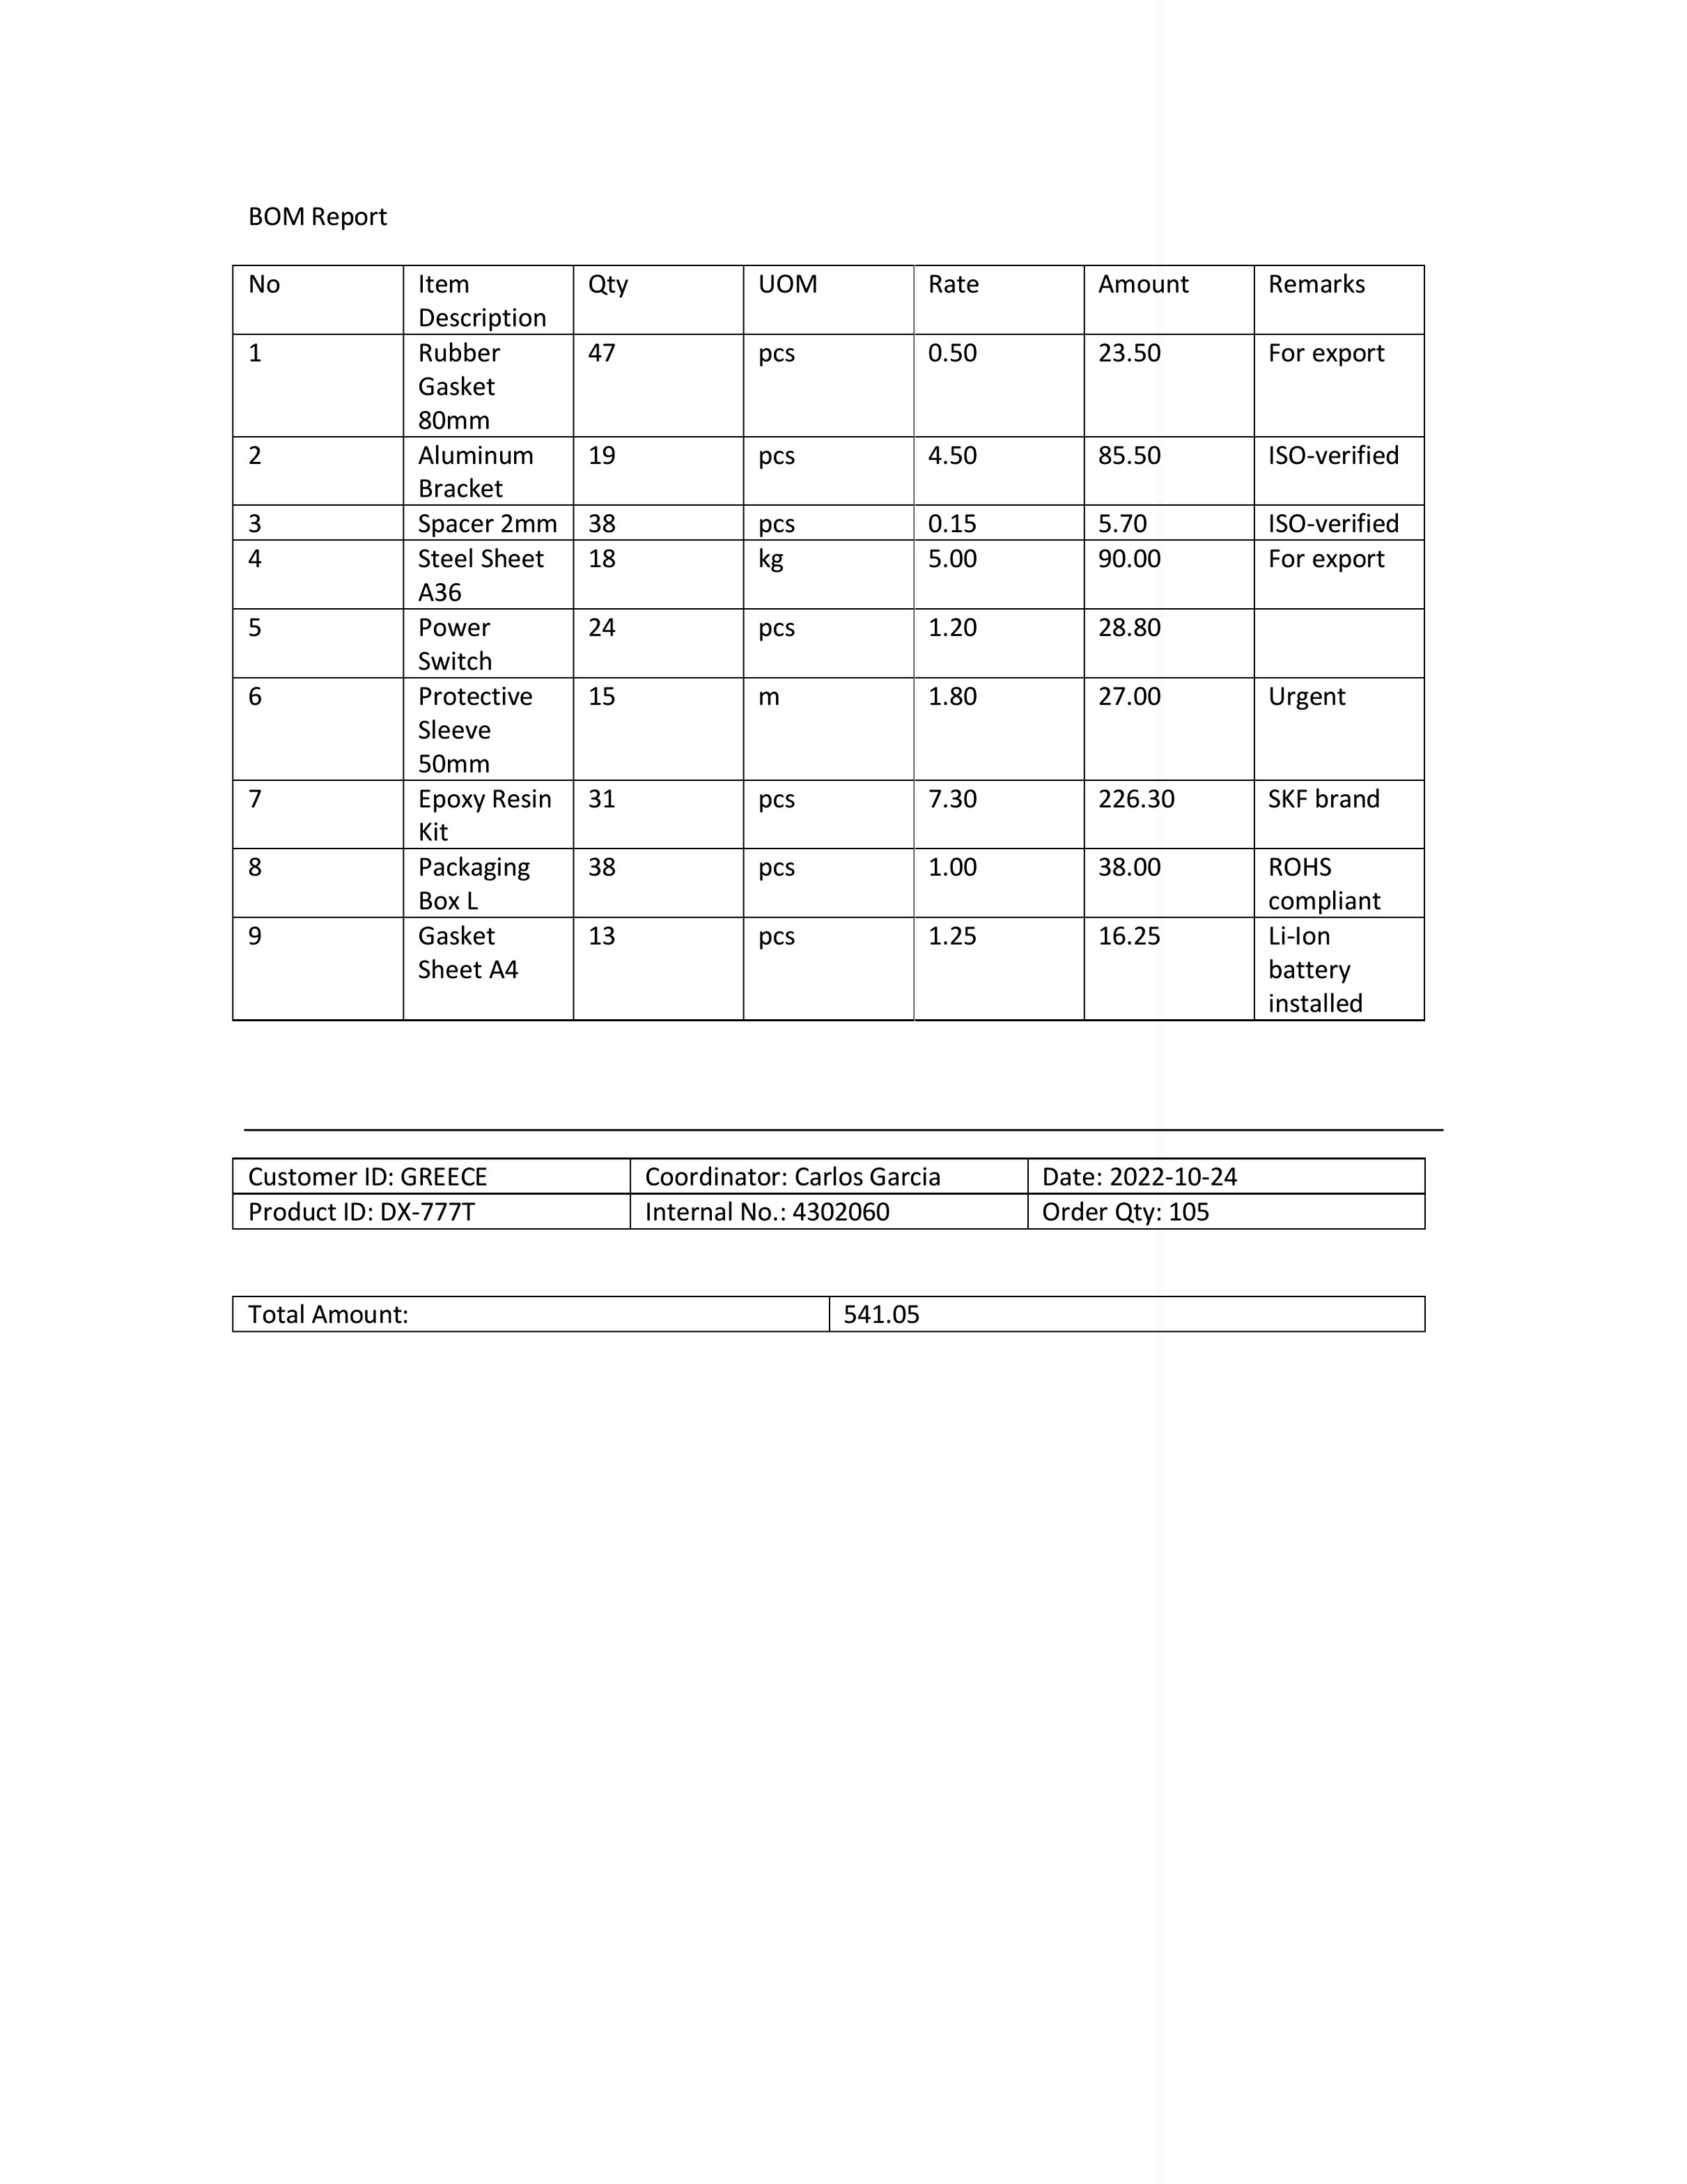 BOM Report
No Item Description Qty UOM Rate Amount Remarks
1 Rubber Gasket 80mm 47 pcs 0.50 23.50 For export
2 Aluminum Bracket 19 pcs 4.50 85.50 ISO-verified
3 Spacer 2mm 38 pcs 0.15 5.70 ISO-verified
4 Steel Sheet A36 18 kg 5.00 90.00 For export
5 Power Switch 24 pcs 1.20 28.80
6 Protective Sleeve 50mm 15 m 1.80 27.00 Urgent
7 Epoxy Resin Kit 31 pcs 7.30 226.30 SKF brand
8 Packaging Box L 38 pcs 1.00 38.00 ROHS compliant
9 Gasket Sheet A4 13 pcs 1.25 16.25 Li-Ion battery installed
Customer ID: GREECE Coordinator: Carlos Garcia Date: 2022-10-24
Product ID: DX-777T Internal No.: 4302060 Order Qty: 105
Total Amount: 541.05